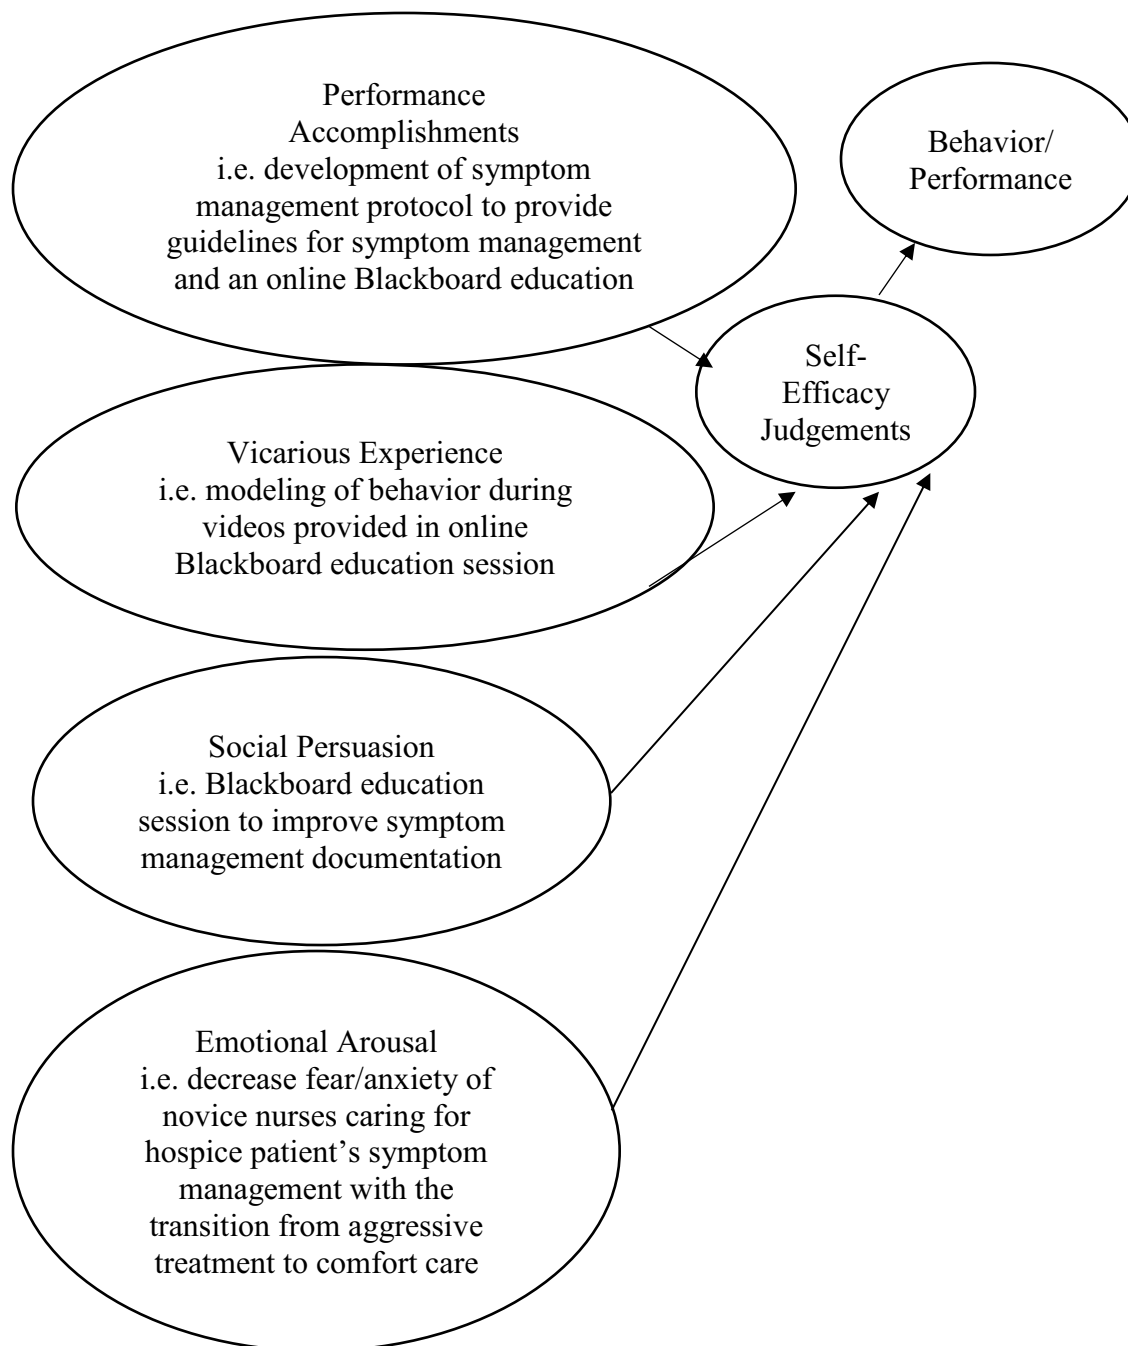 Performance
Accomplishments
i.e. development of symptom
management protocol to provide
guidelines for symptom management
and an online Blackboard education
Behavior/
Performance
Self-
Efficacy
Judgements
Vicarious Experience
i.e. modeling of behavior during
videos provided in online
Blackboard education session
Social Persuasion
i.e. Blackboard education
session to improve symptom
management documentation
Emotional Arousal
i.e. decrease fear/anxiety of
novice nurses caring for
hospice patient’s symptom
management with the
transition from aggressive
treatment to comfort care